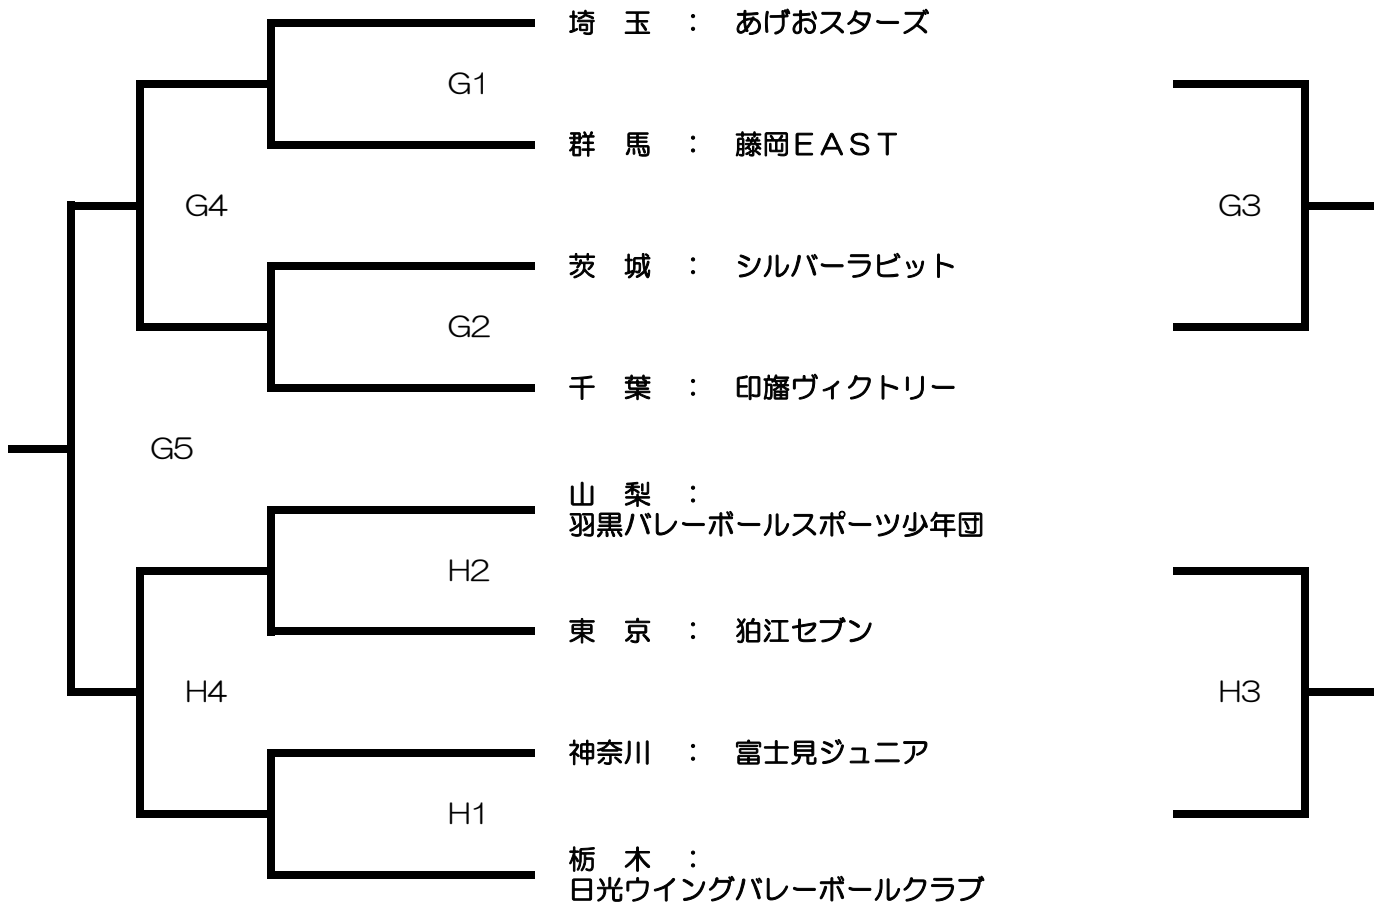 埼　玉　：　あげおスターズ
G1
群　馬　：　藤岡ＥＡＳＴ
G4
G3
茨　城　：　シルバーラビット
G2
千　葉　：　印旛ヴィクトリー
G5
山　梨　：
羽黒バレーボールスポーツ少年団
H2
東　京　：　狛江セブン
H4
H3
神奈川　：　富士見ジュニア
H1
栃　木　：
日光ウイングバレーボールクラブ